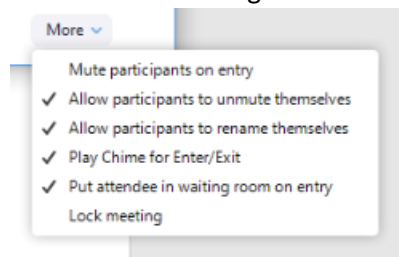 More
Mute participants on entry
✓ Allow participants to unmute themselves
✓ Allow participants to rename themselves
✓ Play Chime for Enter/Exit
✓ Put attendee in waiting room on entry
Lock meeting